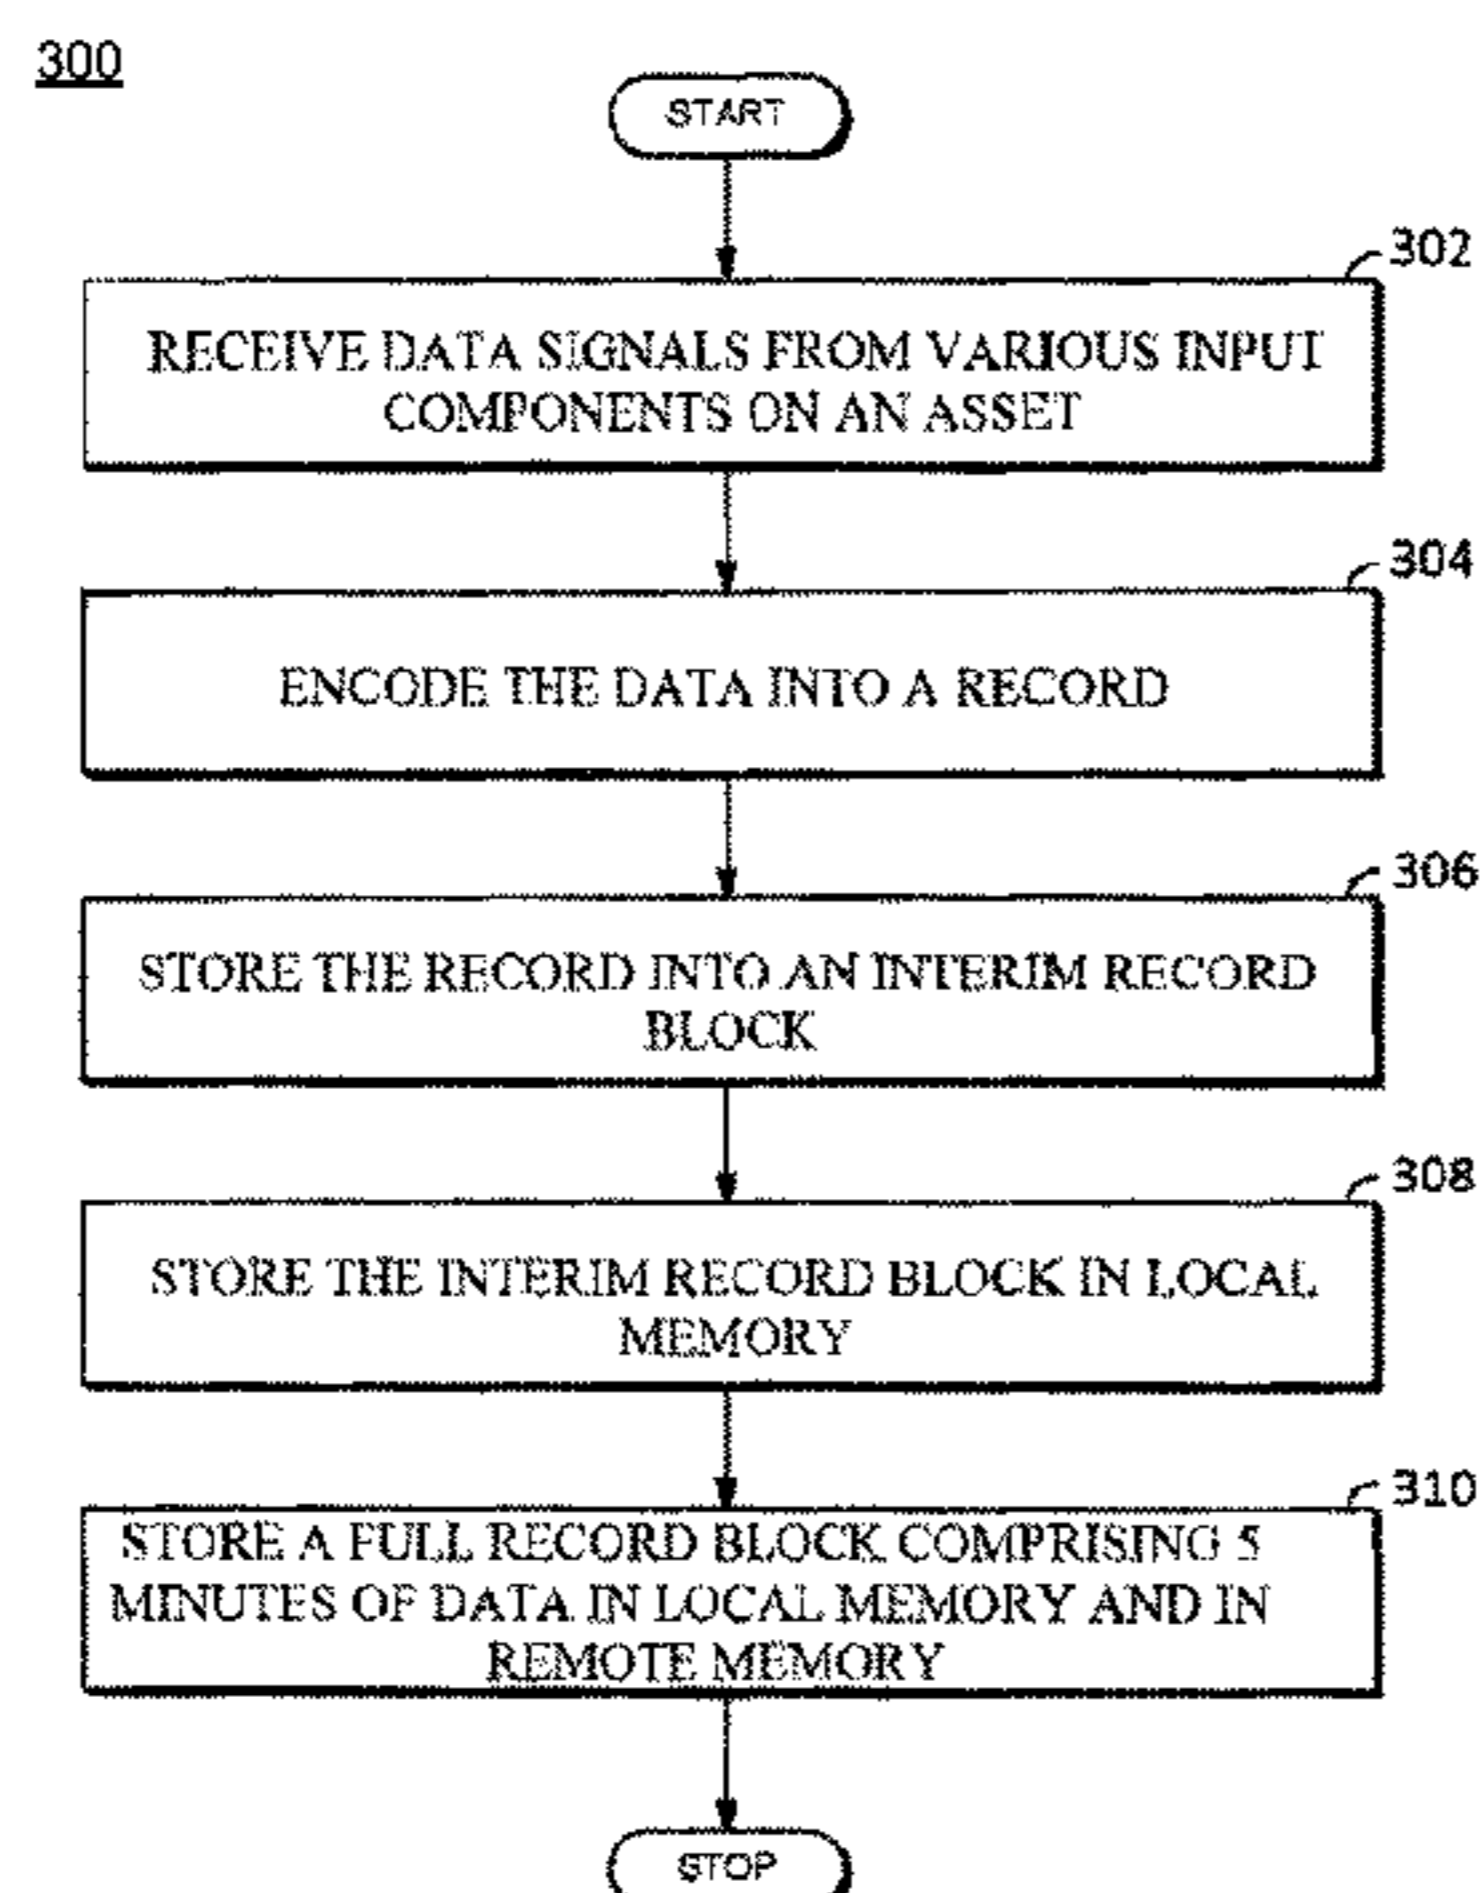 300
START
302
RECEIVE DATA SIGNALS FROM VARIOUS INPUT
COMPONENTS ON AN ASSET
304
ENCODE THE DATA INTO A RECORD
306
STORE THE RECORD INTO AN INTERIM RECORD
BLOCK
308
STORE THE INTERIM RECORD BLOCK IN LOCAL
MEMORY
310
STORE A FULL RECORD BLOCK COMPRISING 5
MINUTES OF DATA IN LOCAL MEMORY AND IN
REMOTE MEMORY
STOP